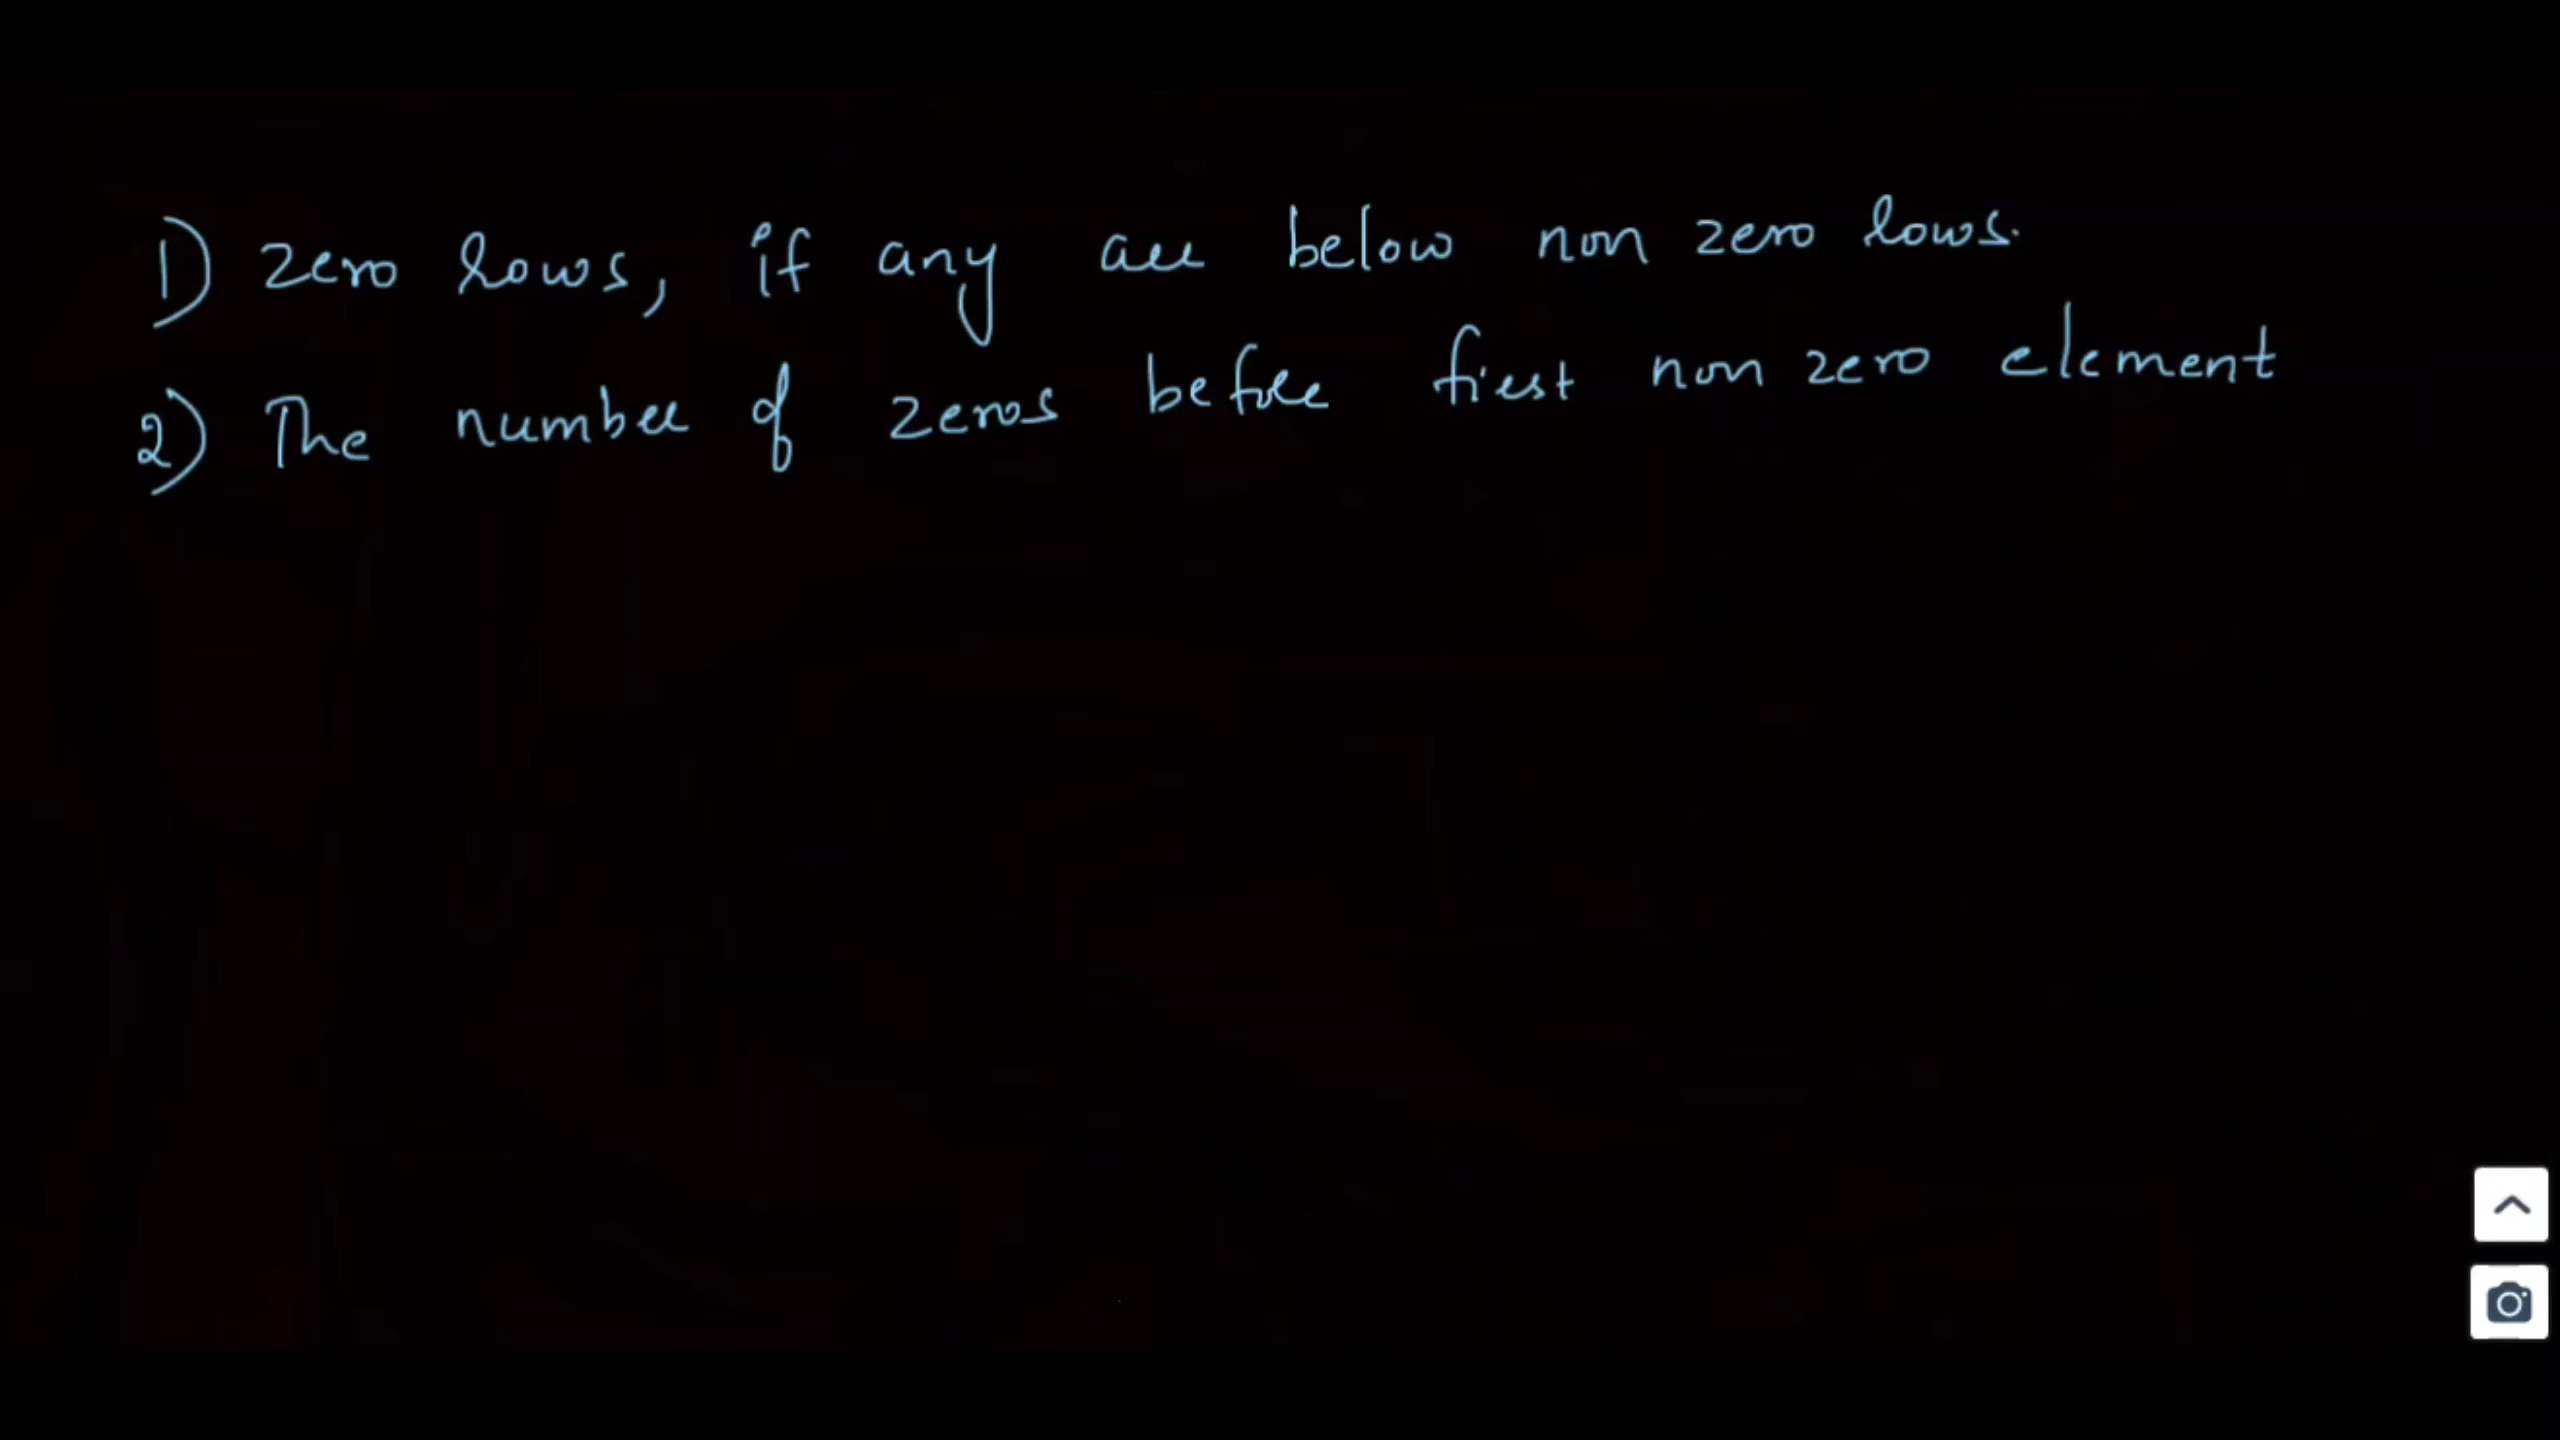 1) zero rows, if any are below non zero rows.
2) The number of zeros before first non zero element